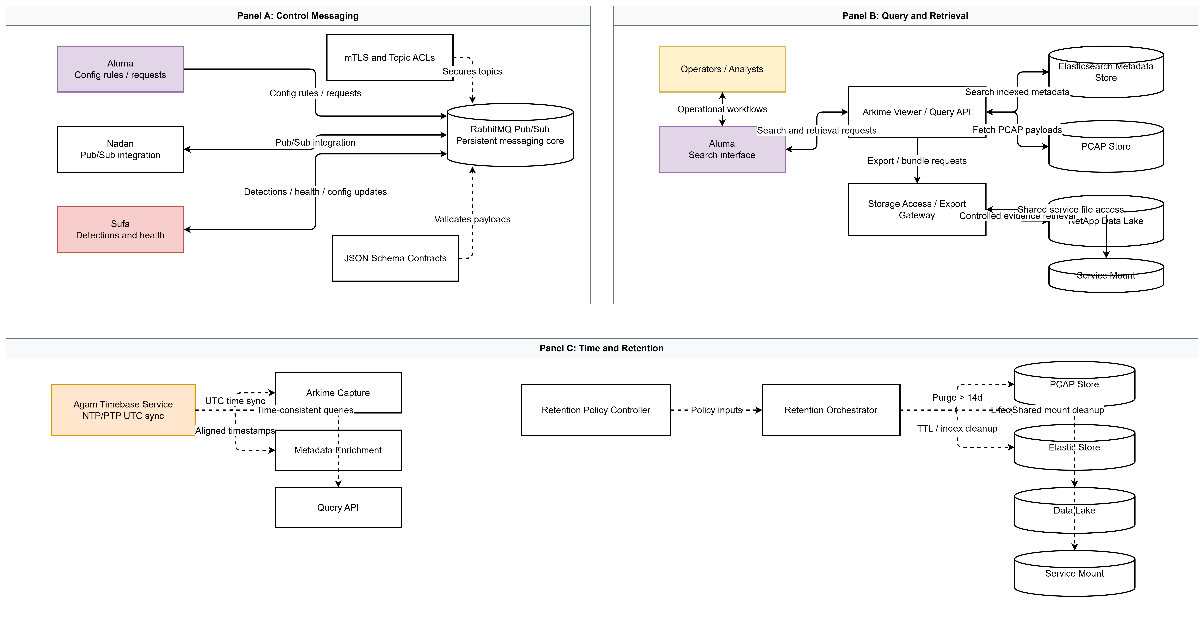 Panel A: Control Messaging
Aluma
Config rules / requests
mTLS and Topic ACLs
Secures topics
Config rules / requests
RabbitMQ Pub/Sub
Persistent messaging core
Nadan
Pub/Sub integration
Pub/Sub integration
Detections / health / config updates
Sufa
Detections and health
Validates payloads
JSON Schema Contracts
Panel B: Query and Retrieval
Operators / Analysts
Operational workflows
Aluma
Search interface
Search and retrieval requests
Arkime Viewer / Query API
Search indexed metadata
Elasticsearch Metadata
Store
Fetch PCAP payloads
PCAP Store
Export / bundle requests
Storage Access / Export
Gateway
Shared service file access
Controlled evidence retrieval
NetApp Data Lake
Service Mount
Panel C: Time and Retention
Agam Timebase Service
NTP/PTP UTC sync
UTC time sync
Time-consistent queries
Aligned timestamps
Arkime Capture
Metadata Enrichment
Query API
Retention Policy Controller
Policy inputs
Retention Orchestrator
Purge > 14d
Shared mount cleanup
TTL / index cleanup
PCAP Store
Elastic Store
Data Lake
Service Mount